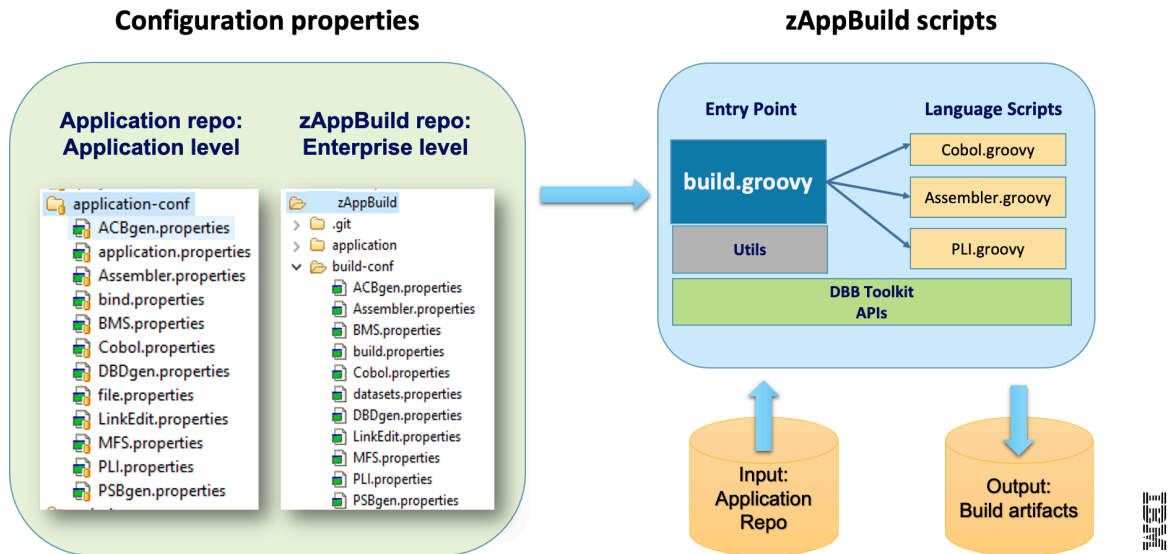 Configuration properties
zAppBuild scripts
Application repo:
Application level
zAppBuild repo:
Enterprise level
application-conf
ACBgen.properties
application.properties
Assembler.properties
bind.properties
BMS.properties
Cobol.properties
DBDgen.properties
file.properties
LinkEdit.properties
MFS.properties
PLI.properties
PSBgen.properties
zAppBuild
.git
application
build-conf
ACBgen.properties
Assembler.properties
BMS.properties
build.properties
Cobol.properties
datasets.properties
DBDgen.properties
LinkEdit.properties
MFS.properties
PLI.properties
PSBgen.properties
Entry Point
Language Scripts
build.groovy
Utils
Cobol.groovy
Assembler.groovy
PLI.groovy
DBB Toolkit
APIs
Input:
Application
Repo
Output:
Build artifacts
IBM